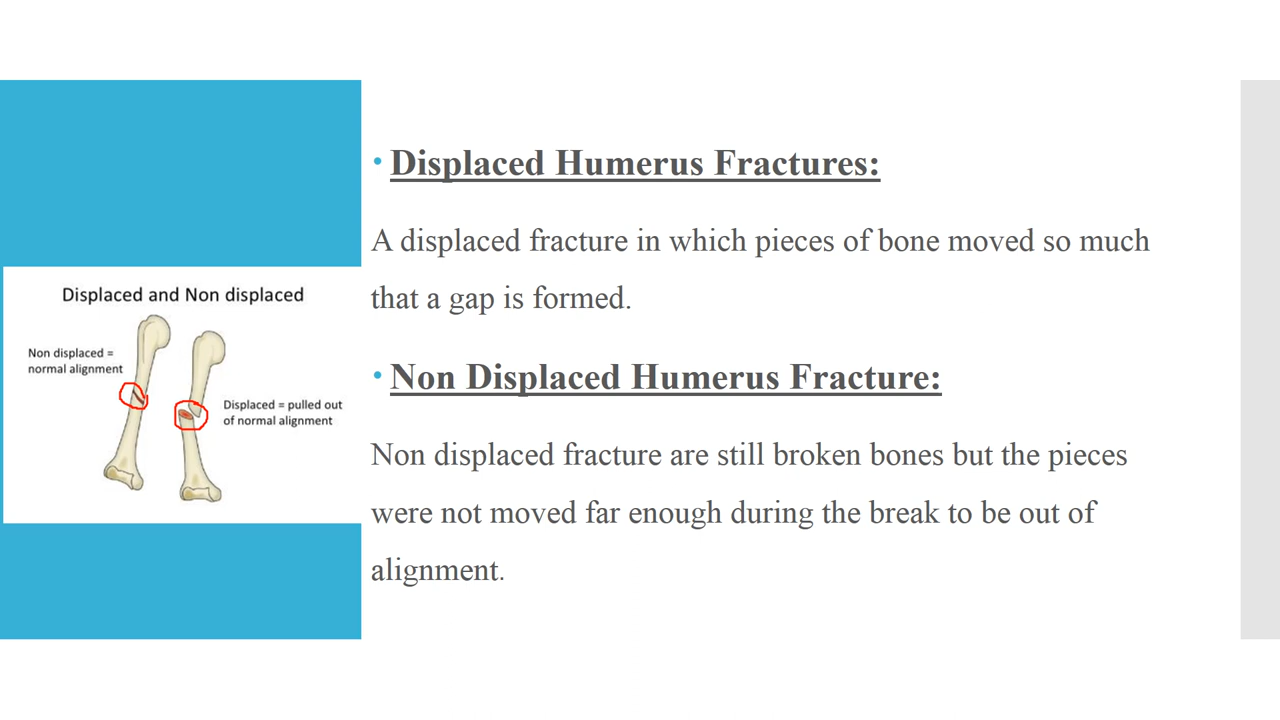 Displaced and Non displaced
Non displaced =
normal alignment
Displaced = pulled out
of normal alignment
• Displaced Humerus Fractures:
A displaced fracture in which pieces of bone moved so much
that a gap is formed.
• Non Displaced Humerus Fracture:
Non displaced fracture are still broken bones but the pieces
were not moved far enough during the break to be out of
alignment.